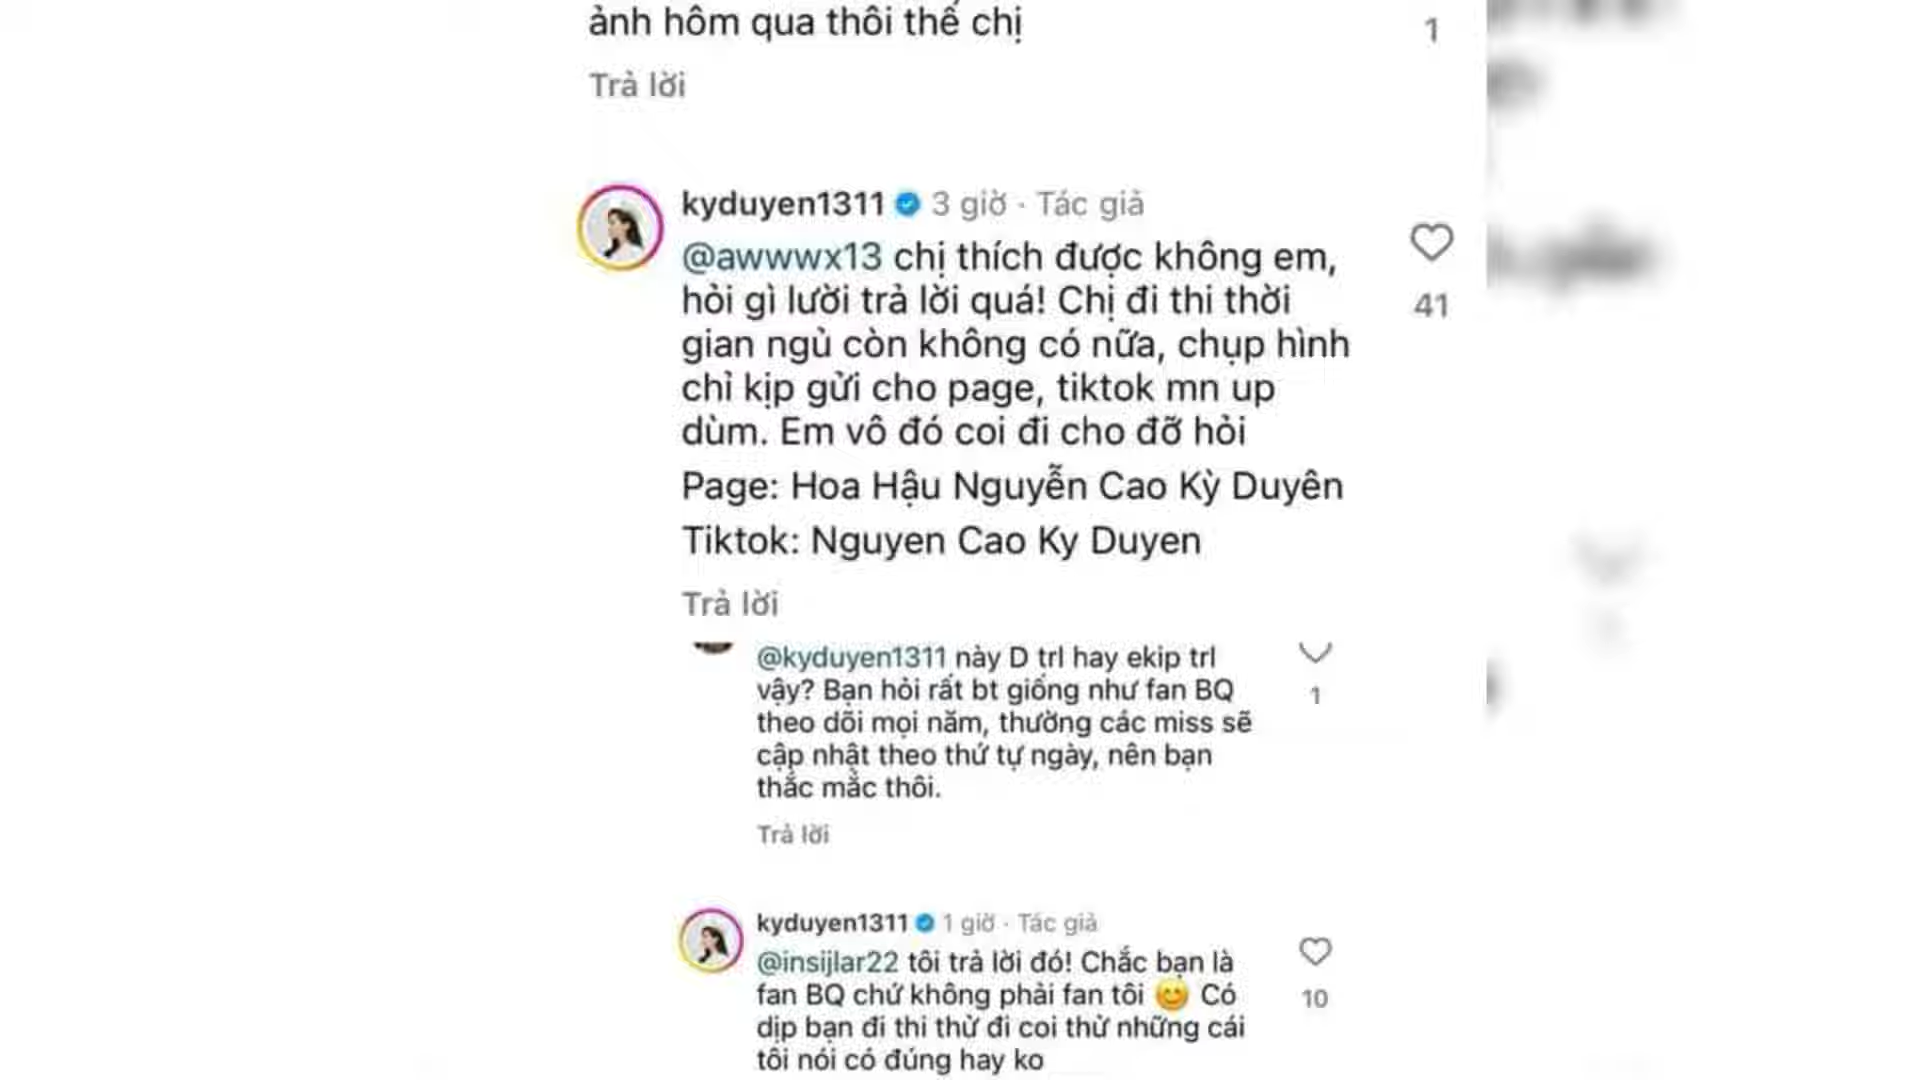 ảnh hôm qua thôi thế chị
1
Trả lời
kyduyen1311 3 giờ · Tác giả
@awwwx13 chị thích được không em,
hỏi gì lười trả lời quá! Chị đi thi thời
gian ngủ còn không có nữa, chụp hình
chỉ kịp gửi cho page, tiktok mn up
dùm. Em vô đó coi đi cho đỡ hỏi
Page: Hoa Hậu Nguyễn Cao Kỳ Duyên
Tiktok: Nguyen Cao Ky Duyen
41
Trả lời
@kyduyen1311 này D trl hay ekip trl
vậy? Bạn hỏi rất bt giống như fan BQ
theo dõi mọi năm, thường các miss sẽ
cập nhật theo thứ tự ngày, nên bạn
thắc mắc thôi.
1
Trả lời
kyduyen1311 1 giờ · Tác giả
@insijlar22 tôi trả lời đó! Chắc bạn là
fan BQ chứ không phải fan tôi 😊 Có
dịp bạn đi thi thử đi coi thử những cái
tôi nói có đúng hay ko
10